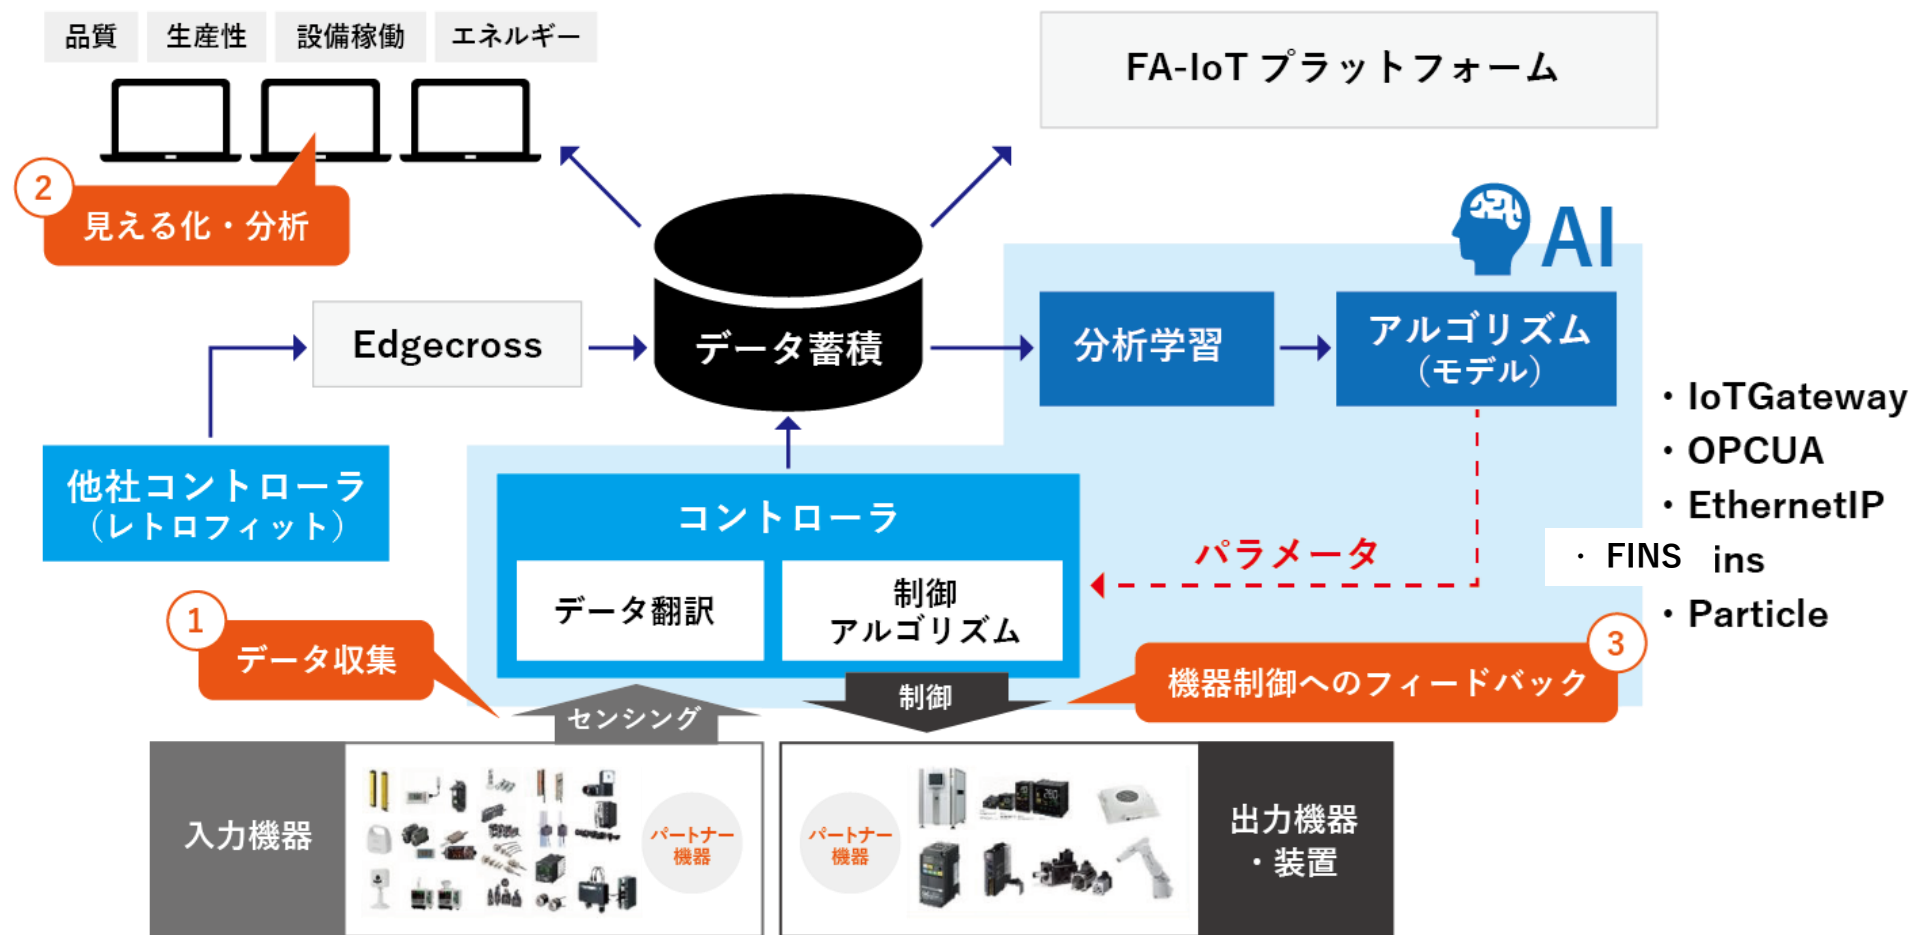 品質
生産性
設備稼働
エネルギー
FA-IoT プラットフォーム
2
見える化・分析
AI
Edgecross
データ蓄積
分析学習
アルゴリズム
（モデル）
他社コントローラ
（レトロフィット）
コントローラ
データ翻訳
制御
アルゴリズム
パラメータ
・IoTGateway
・OPCUA
・EthernetIP
・FINS ins
・Particle
1
データ収集
センシング
制御
3
機器制御へのフィードバック
入力機器
パートナー
機器
パートナー
機器
出力機器
・装置